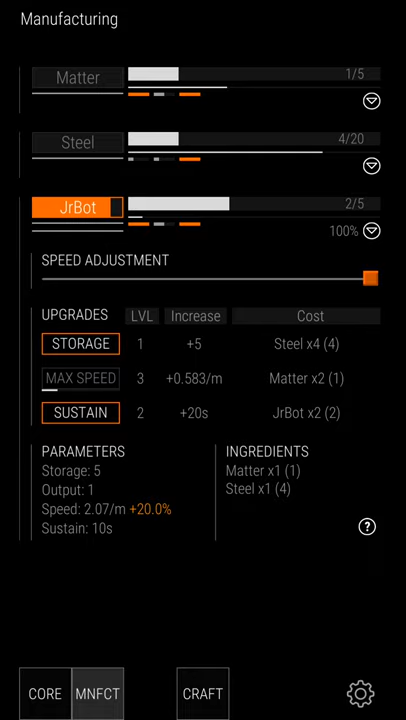 Manufacturing
Matter 1/5
Steel 4/20
JrBot 2/5
100%
SPEED ADJUSTMENT
UPGRADES LVL Increase Cost
STORAGE 1 +5 Steel x4 (4)
MAX SPEED 3 +0.583/m Matter x2 (1)
SUSTAIN 2 +20s JrBot x2 (2)
PARAMETERS INGREDIENTS
Storage: 5 Matter x1 (1)
Output: 1 Steel x1 (4)
Speed: 2.07/m +20.0%
Sustain: 10s
?
CORE MNFCT CRAFT